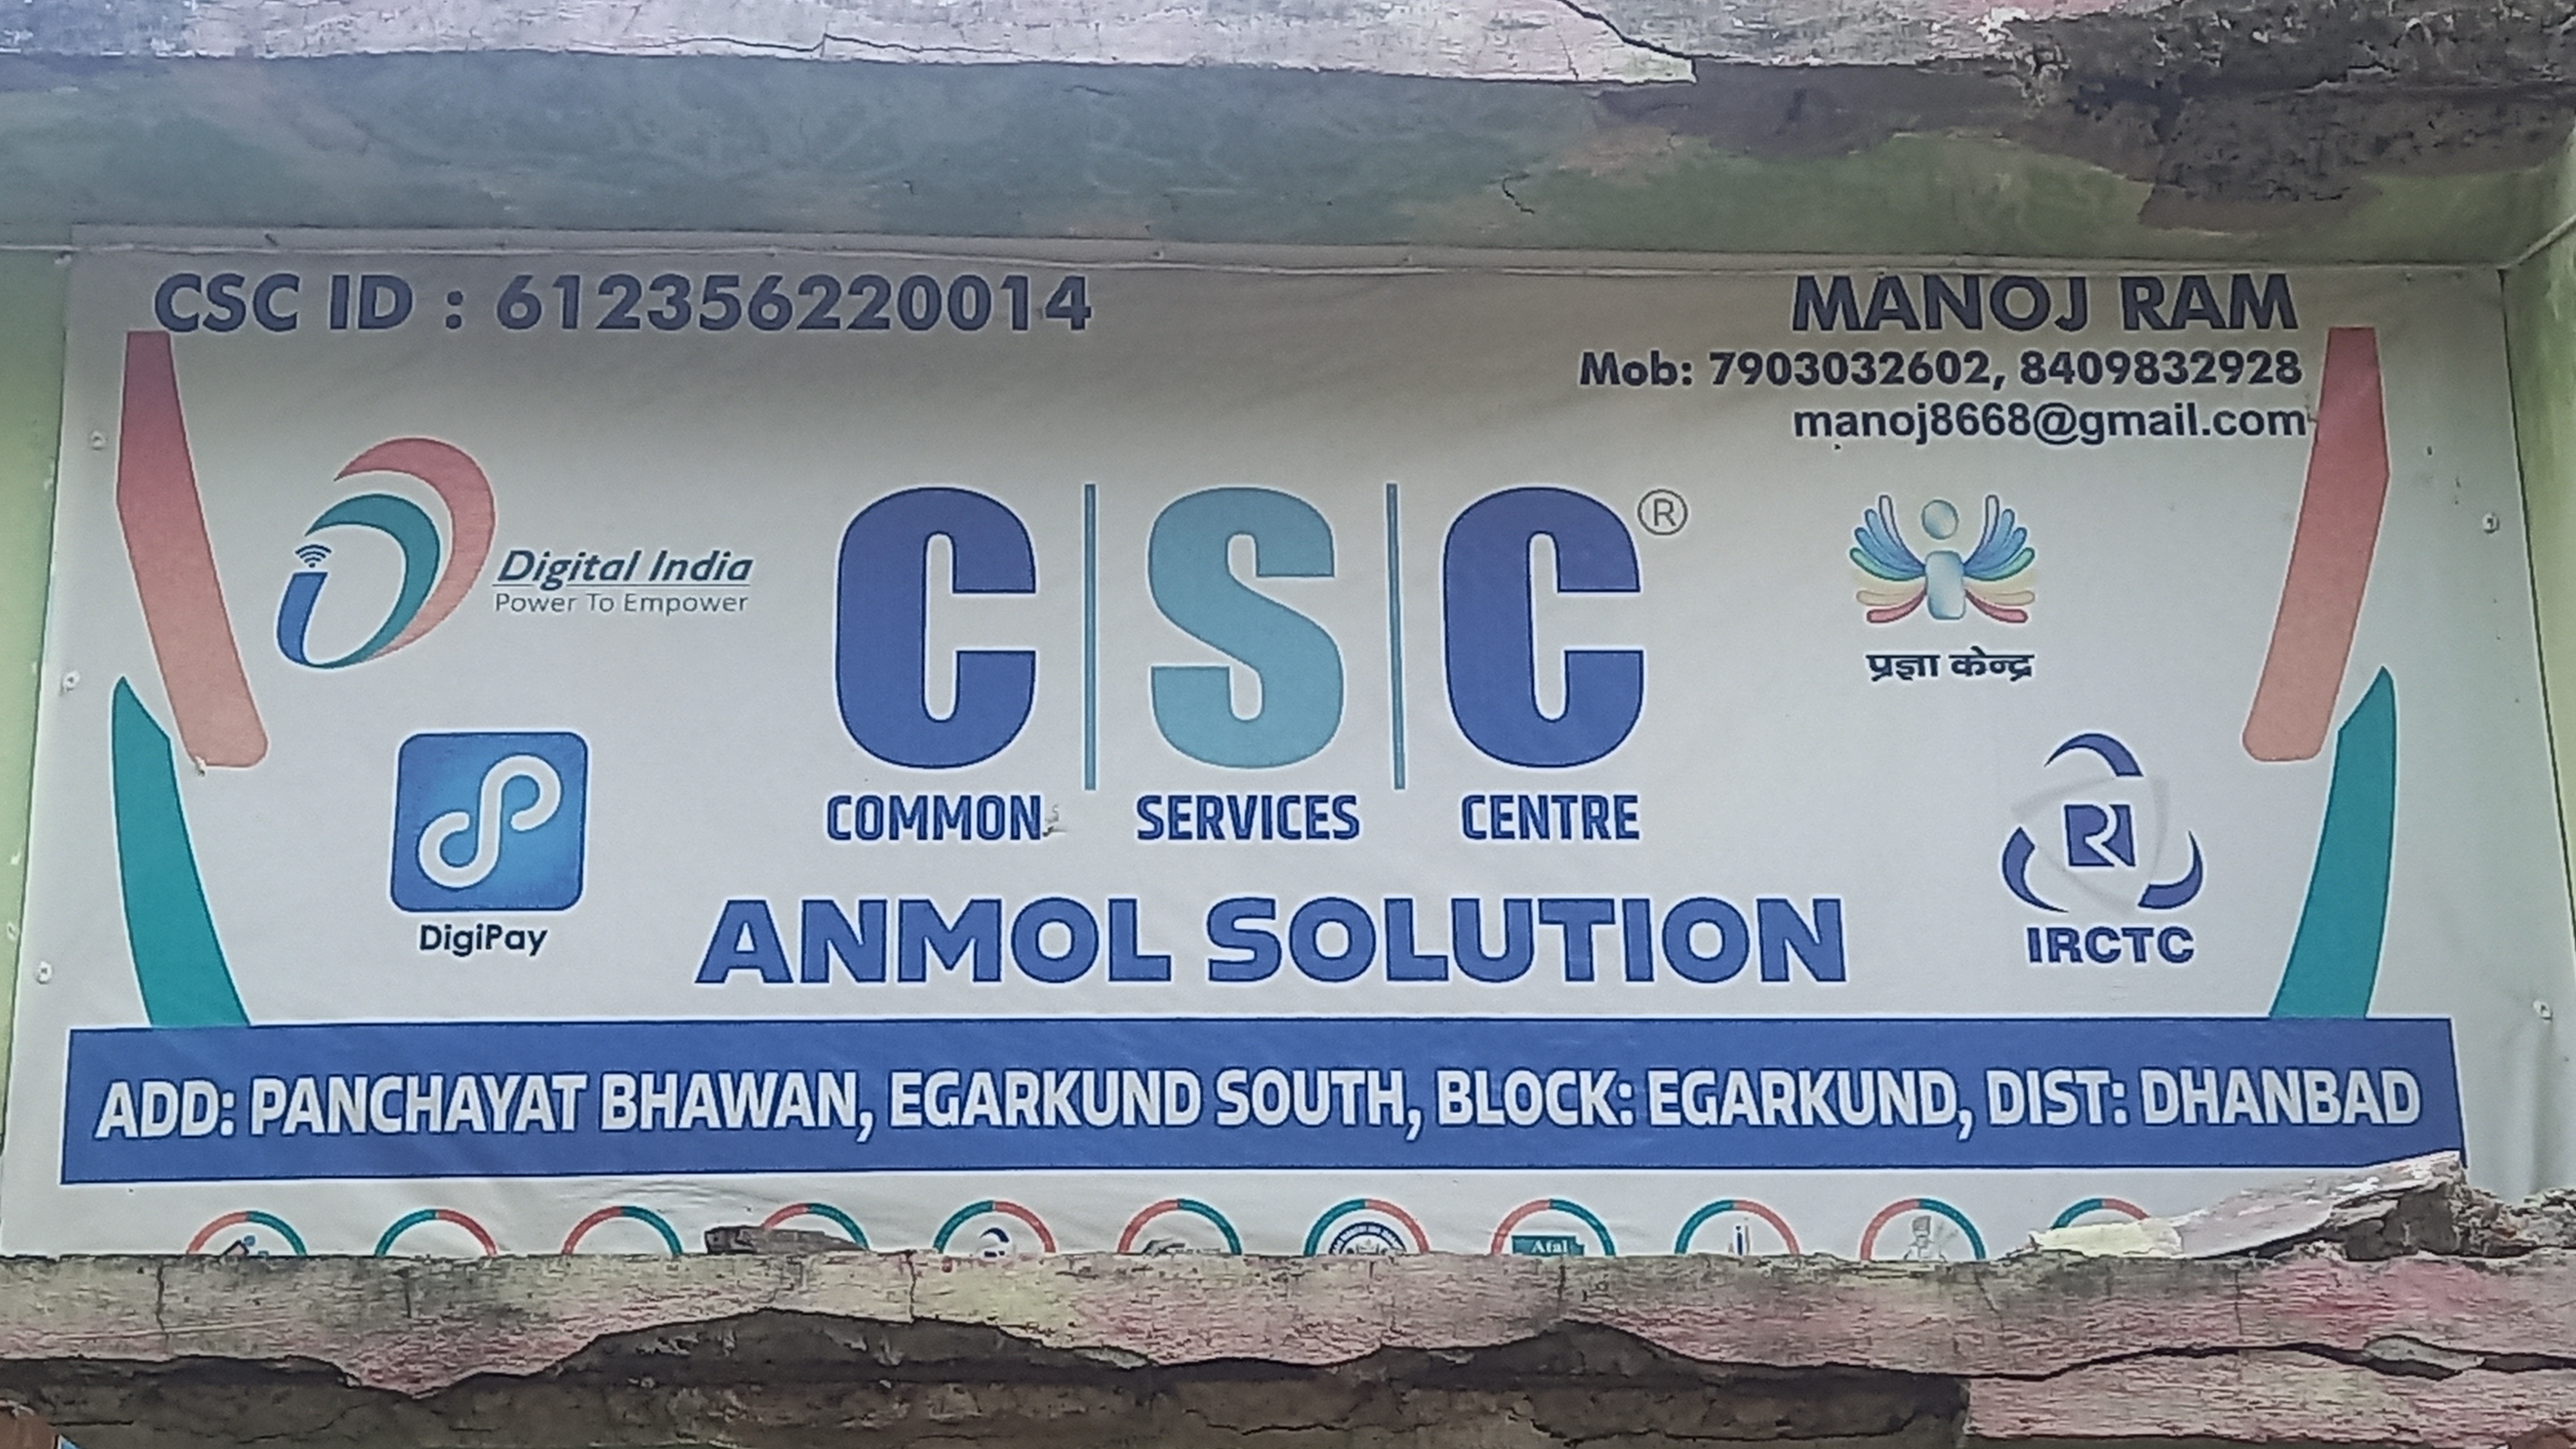 CSC ID : 612356220014
MANOJ RAM
Mob: 7903032602, 8409832928
manoj8668@gmail.com
Digital India
Power To Empower
C|S|C®
COMMON SERVICES CENTRE
प्रज्ञा केन्द्र
DigiPay
IRCTC
ANMOL SOLUTION
ADD: PANCHAYAT BHAWAN, EGARKUND SOUTH, BLOCK: EGARKUND, DIST: DHANBAD